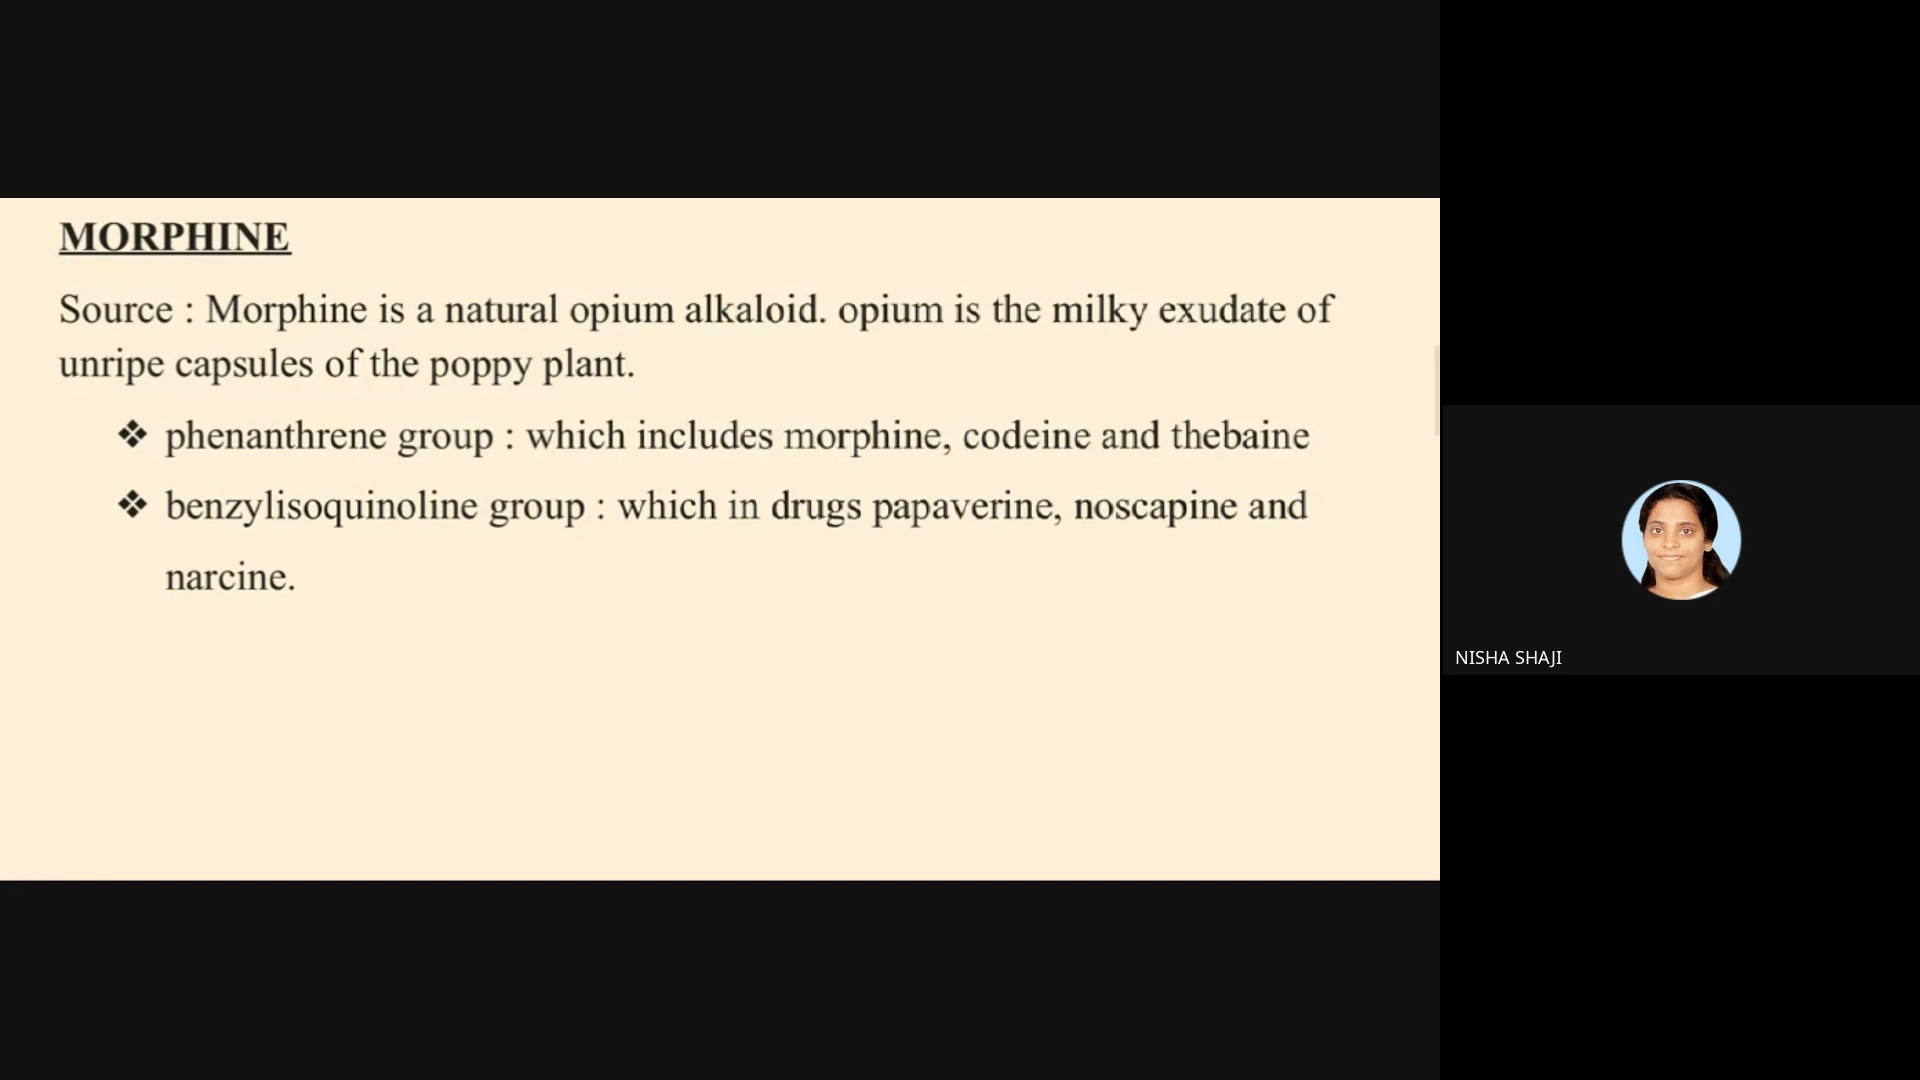 MORPHINE
Source : Morphine is a natural opium alkaloid. opium is the milky exudate of
unripe capsules of the poppy plant.
❖ phenanthrene group : which includes morphine, codeine and thebaine
❖ benzylisoquinoline group : which in drugs papaverine, noscapine and
narcine.
NISHA SHAJI